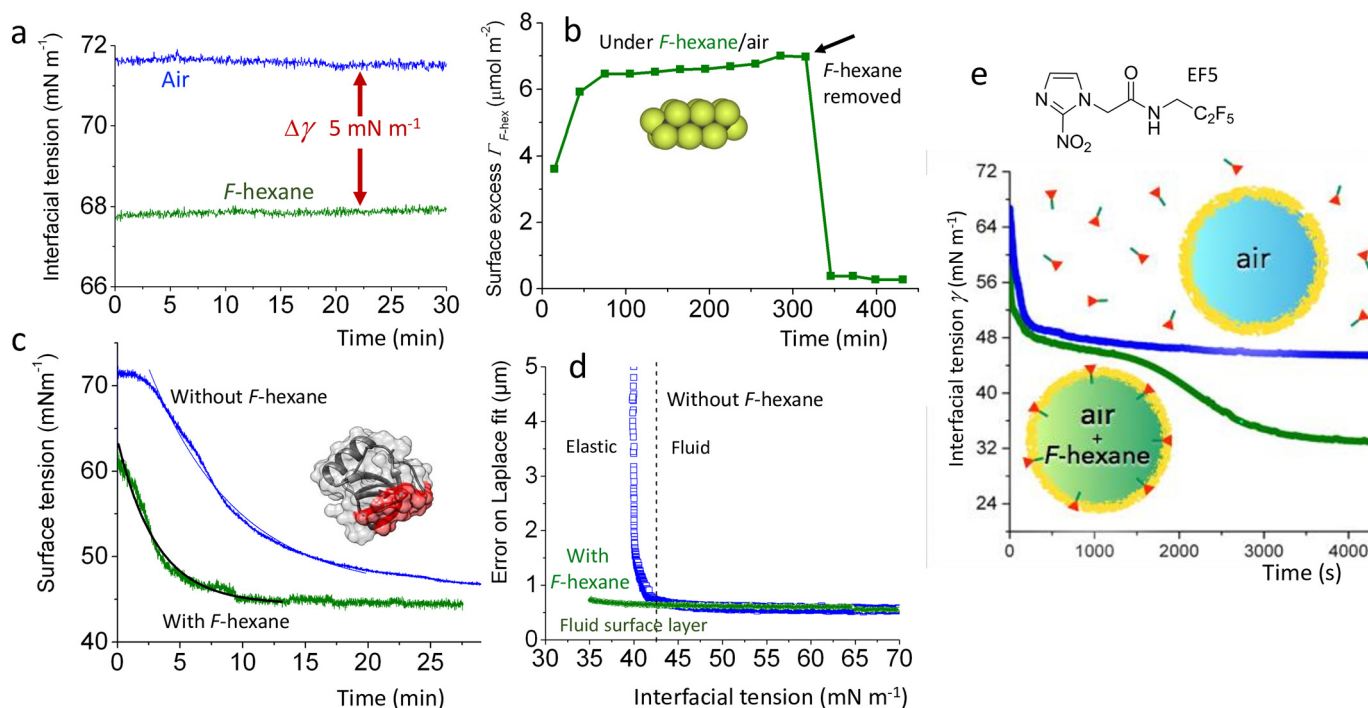 a
Interfacial tension (mN m-1)
72
70
68
66
Air
Δγ 5 mN m-1
F-hexane
0 5 10 15 20 25 30
Time (min)
b
Surface excess Γ F-hex (μmol m-2)
8
6
4
2
0
Under F-hexane/air
F-hexane
removed
0 100 200 300 400
Time (min)
c
Surface tension (mNm-1)
70
60
50
40
Without F-hexane
With F-hexane
0 5 10 15 20 25
Time (min)
d
Error on Laplace fit (μm)
5
4
3
2
1
0
Without F-hexane
Elastic
Fluid
With
F-hexane
Fluid surface layer
30 35 40 45 50 55 60 65 70
Interfacial tension (mN m-1)
e
EF5
O
N
N
N
H
C2F5
NO2
Interfacial tension γ (mN m-1)
72
64
56
48
40
32
24
air
air
+
F-hexane
0 1000 2000 3000 4000
Time (s)